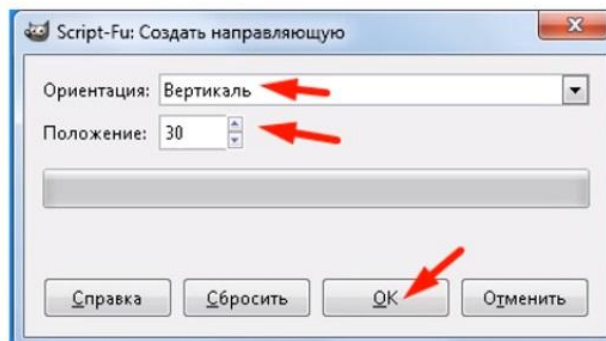 Script-Fu: Создать направляющую
Ориентация: Вертикаль
Положение: 30
Справка Сбросить OK Отменить